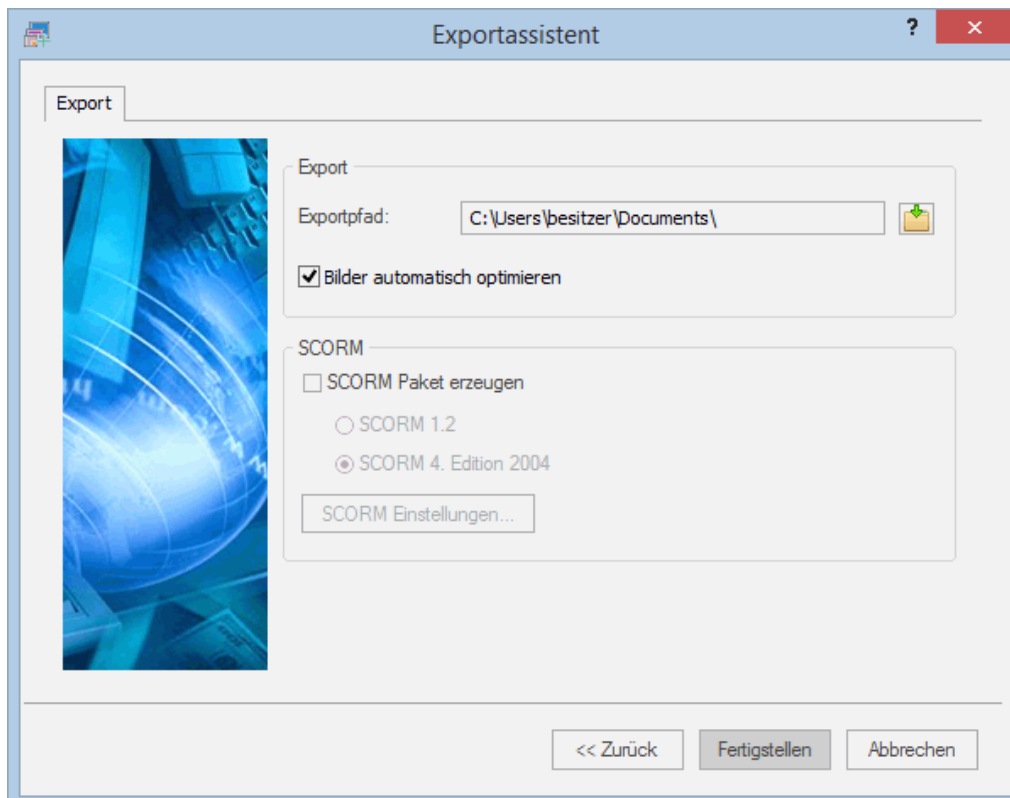 Exportassistent
?
Export
Export
Exportpfad:
C:\Users\besitzer\Documents\
Bilder automatisch optimieren
SCORM
SCORM Paket erzeugen
SCORM 1.2
SCORM 4. Edition 2004
SCORM Einstellungen...
<< Zurück
Fertigstellen
Abbrechen